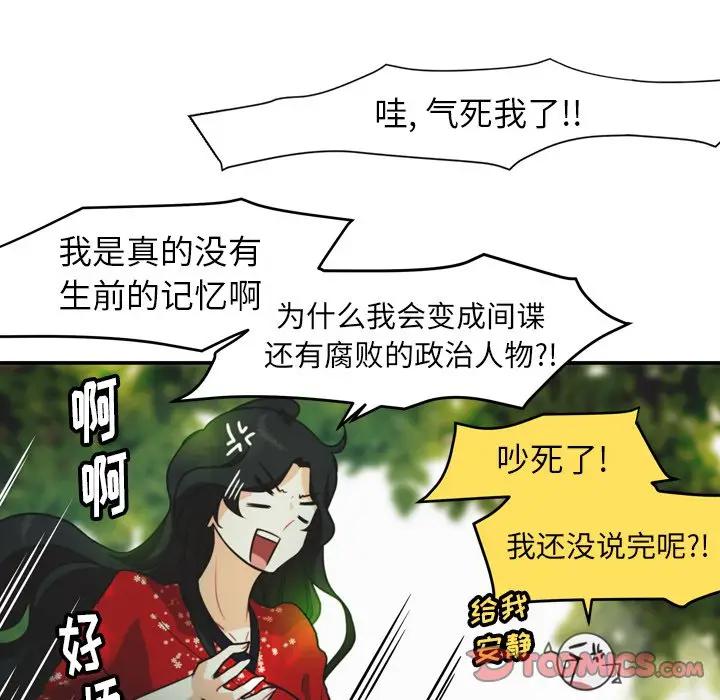 哇, 气死我了!!
我是真的没有
生前的记忆啊
为什么我会变成间谍
还有腐败的政治人物?!
啊
啊
吵死了!
我还没说完呢?!
给我
安静
好
TOOMICS.COM